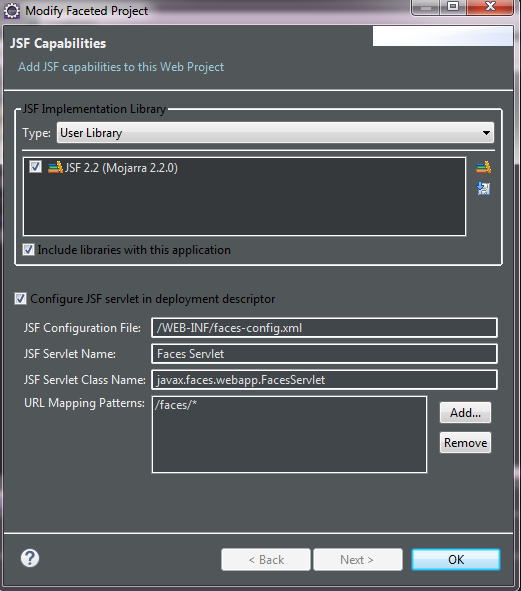 Modify Faceted Project
JSF Capabilities
Add JSF capabilities to this Web Project
JSF Implementation Library
Type: User Library
JSF 2.2 (Mojarra 2.2.0)
Include libraries with this application
Configure JSF servlet in deployment descriptor
JSF Configuration File: /WEB-INF/faces-config.xml
JSF Servlet Name: Faces Servlet
JSF Servlet Class Name: javax.faces.webapp.FacesServlet
URL Mapping Patterns: /faces/*
Add...
Remove
? < Back Next > OK